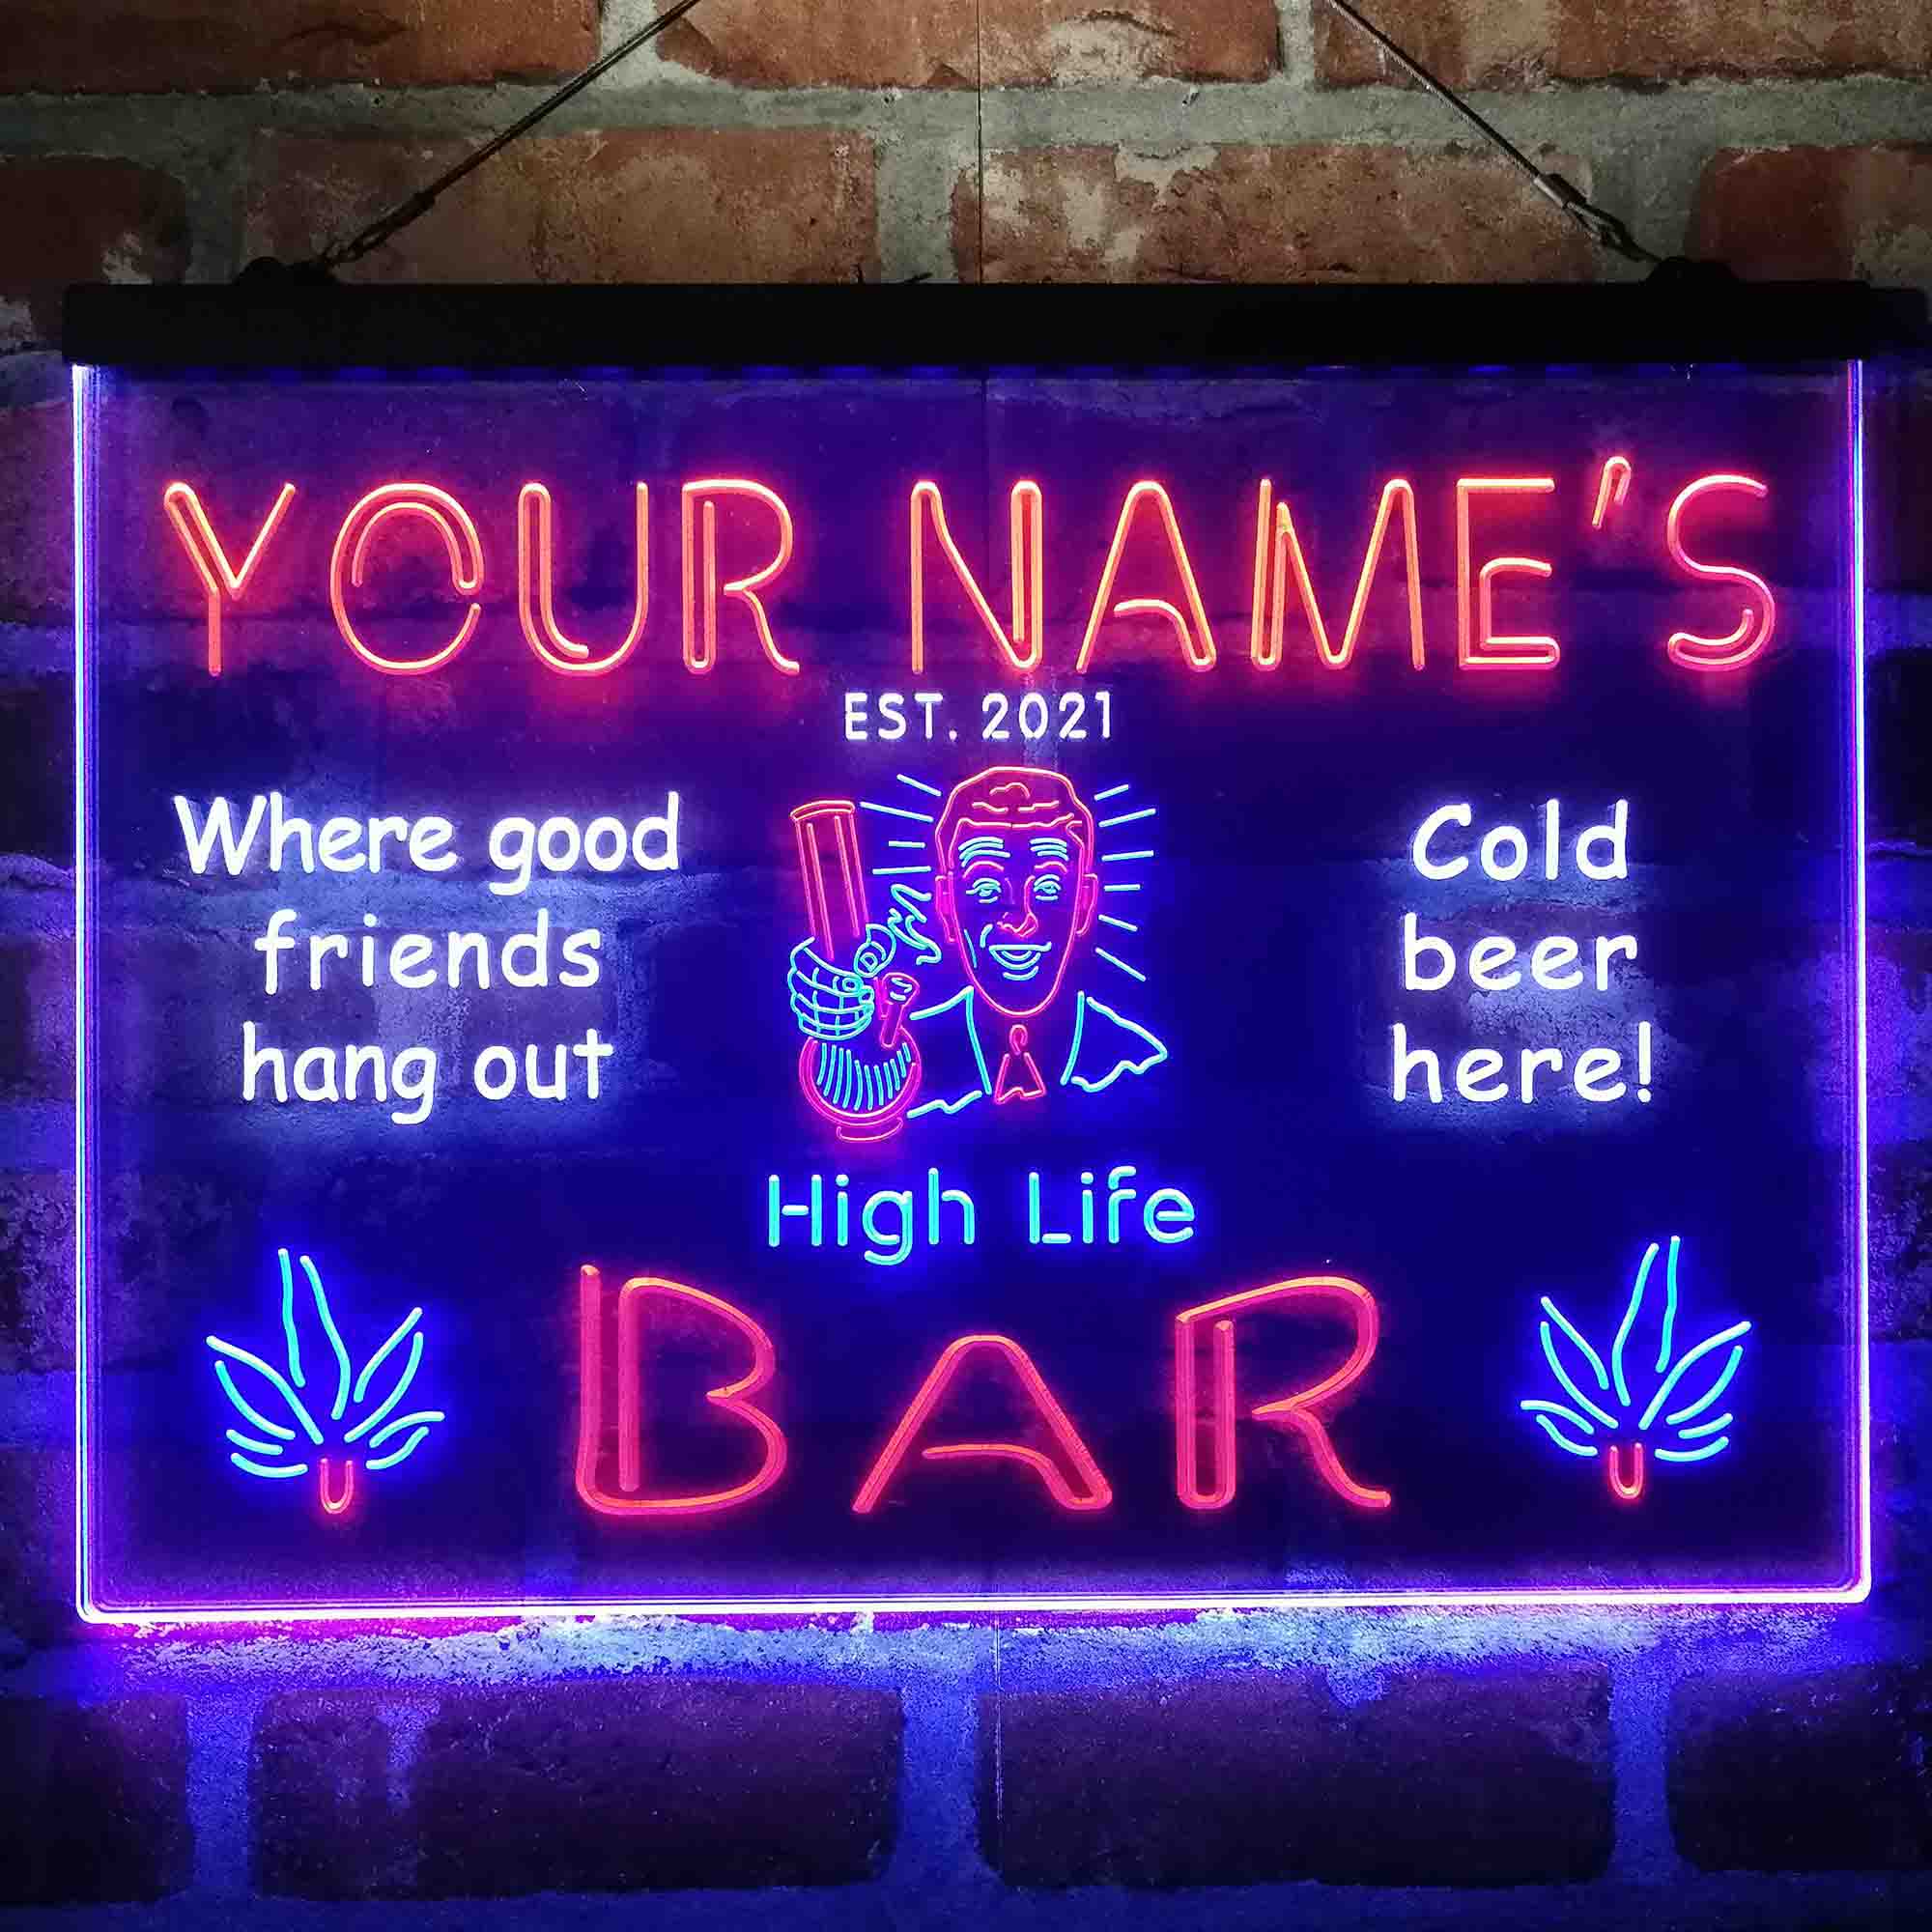 YOUR NAME'S
EST. 2021
Where good
friends
hang out
Cold
beer
here!
High Life
BAR